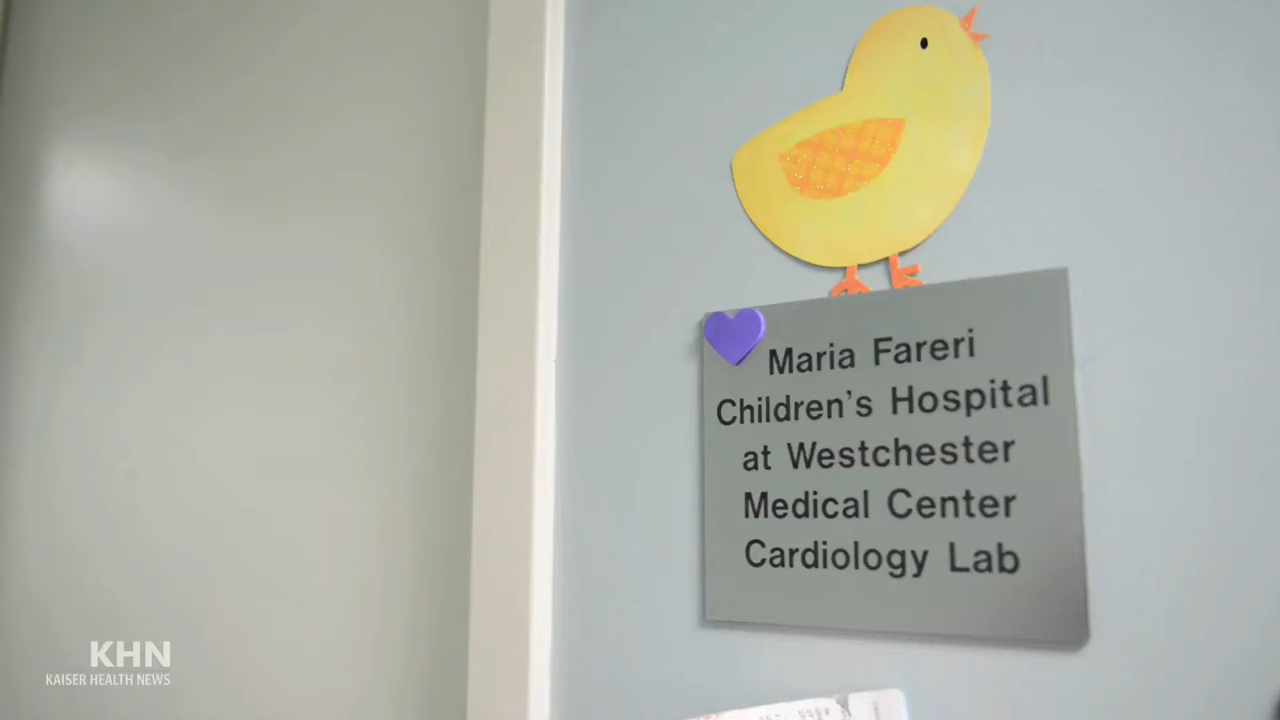 Maria Fareri
Children's Hospital
at Westchester
Medical Center
Cardiology Lab
KHN
KAISER HEALTH NEWS